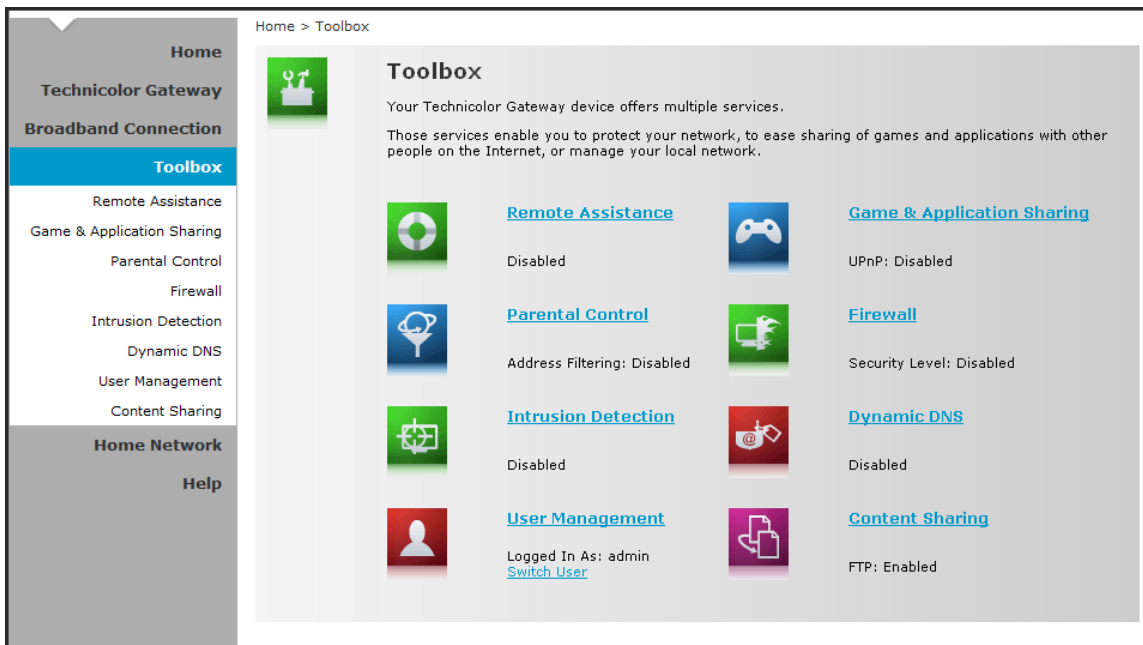 Home > Toolbox
Home
Technicolor Gateway
Broadband Connection
Toolbox
Remote Assistance
Game & Application Sharing
Parental Control
Firewall
Intrusion Detection
Dynamic DNS
User Management
Content Sharing
Home Network
Help
Toolbox
Your Technicolor Gateway device offers multiple services.
Those services enable you to protect your network, to ease sharing of games and applications with other
people on the Internet, or manage your local network.
Remote Assistance
Disabled
Game & Application Sharing
UPnP: Disabled
Parental Control
Address Filtering: Disabled
Firewall
Security Level: Disabled
Intrusion Detection
Disabled
Dynamic DNS
Disabled
User Management
Logged In As: admin
Switch User
Content Sharing
FTP: Enabled